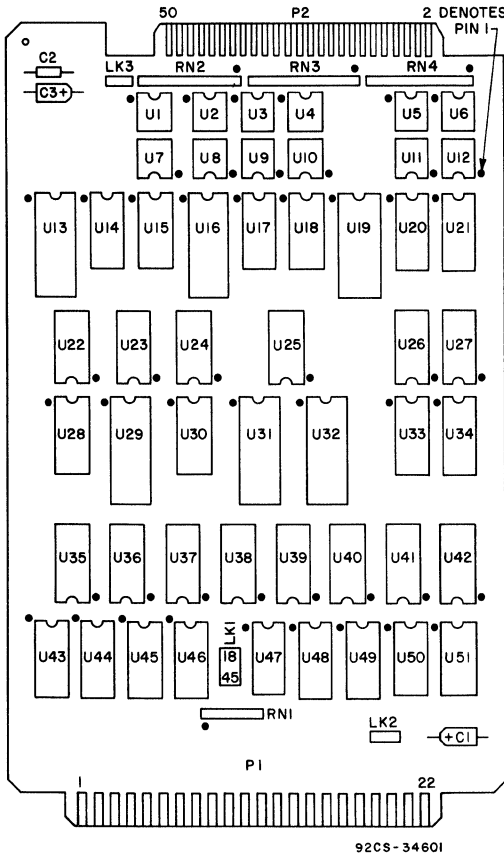 50 P2 2 DENOTES
PIN 1
C2
C3+
LK3 RN2 RN3 RN4
U1 U2 U3 U4 U5 U6
U7 U8 U9 U10 U11 U12
U13 U14 U15 U16 U17 U18 U19 U20 U21
U22 U23 U24 U25 U26 U27
U28 U29 U30 U31 U32 U33 U34
U35 U36 U37 U38 U39 U40 U41 U42
U43 U44 U45 U46 LK1 U47 U48 U49 U50 U51
18
45
RN1
LK2 +C1
P1
1 22
92CS-34601